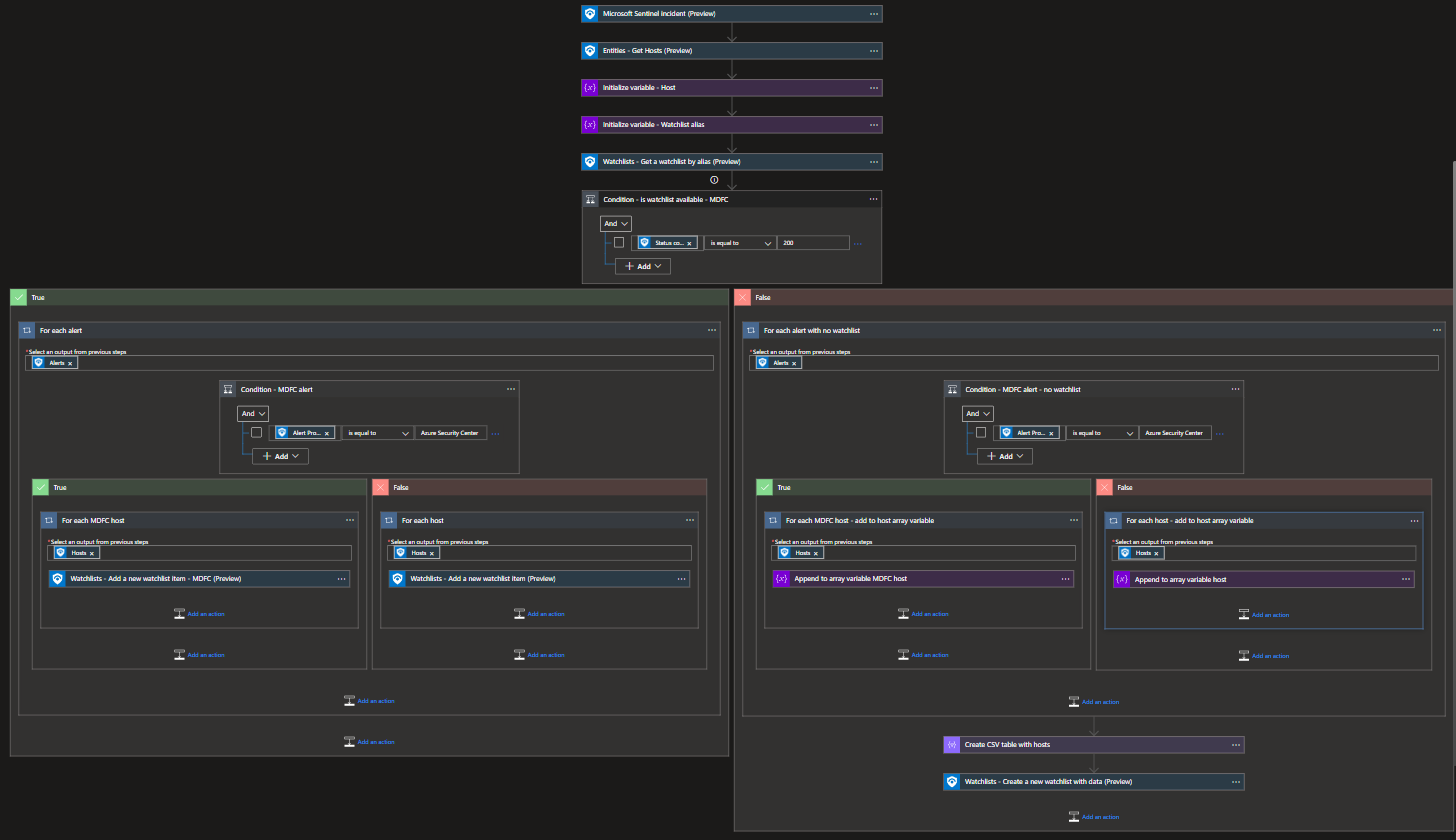 Microsoft Sentinel incident (Preview)
Entities - Get Hosts (Preview)
Initialize variable - Host
Initialize variable - Watchlist alias
Watchlists - Get a watchlist by alias (Preview)
Condition - is watchlist available - MDFC
And
Status co... is equal to 200
Add
True
For each alert
*Select an output from previous steps
Alerts
Condition - MDFC alert
And
Alert Pro... is equal to Azure Security Center
Add
True
For each MDFC host
*Select an output from previous steps
Hosts
Watchlists - Add a new watchlist item - MDFC (Preview)
Add an action
Add an action
False
For each host
*Select an output from previous steps
Hosts
Watchlists - Add a new watchlist item (Preview)
Add an action
Add an action
Add an action
Add an action
False
For each alert with no watchlist
*Select an output from previous steps
Alerts
Condition - MDFC alert - no watchlist
And
Alert Pro... is equal to Azure Security Center
Add
True
For each MDFC host - add to host array variable
*Select an output from previous steps
Hosts
Append to array variable MDFC host
Add an action
Add an action
False
For each host - add to host array variable
*Select an output from previous steps
Hosts
Append to array variable host
Add an action
Add an action
Add an action
Create CSV table with hosts
Watchlists - Create a new watchlist with data (Preview)
Add an action